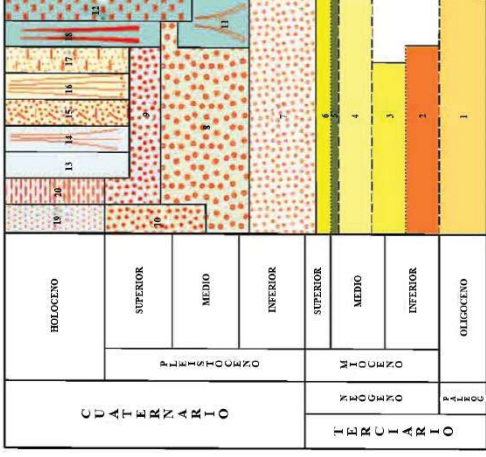 CUATERNARIO
TERCIARIO
PLEISTOCENO
NEOGENO
PALEOG
MIOCENO
HOLOCENO
SUPERIOR
MEDIO
INFERIOR
SUPERIOR
MEDIO
INFERIOR
OLIGOCENO
12
18
11
17
16
15
14
13
20
19
9
10
8
7
6
5
4
3
2
1